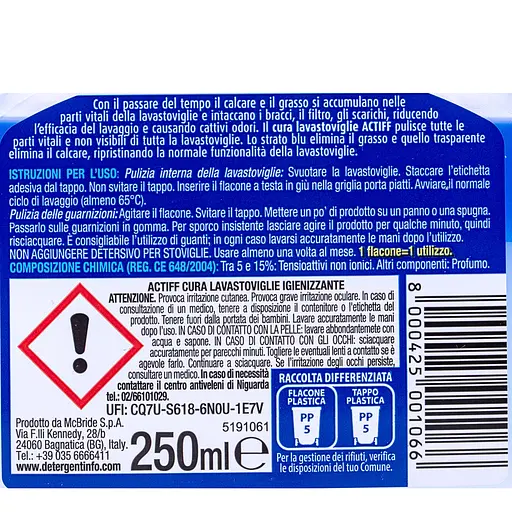 Con il passare del tempo il calcare e il grasso si accumulano nelle
parti vitali della lavastoviglie e intaccano i bracci, il filtro, gli scarichi, riducendo
l'efficacia del lavaggio e causando cattivi odori. Il cura lavastoviglie ACTIFF pulisce tutte le
parti vitali e non visibili di tutta la lavastoviglie. Lo strato blu elimina il grasso e quello trasparente
elimina il calcare, ripristinando la normale funzionalità della lavastoviglie.
ISTRUZIONI PER L'USO: Pulizia interna della lavastoviglie: Svuotare la lavastoviglie. Staccare l'etichetta
adesiva dal tappo. Non svitare il tappo. Inserire il flacone a testa in giù nella griglia porta piatti. Avviare,il normale
ciclo di lavaggio (almeno 65°C).
Pulizia delle guarnizioni: Agitare il flacone. Svitare il tappo. Mettere un po' di prodotto su un panno o una spugna.
Passarlo sulle guarnizioni in gomma. Per sporco insistente lasciare agire il prodotto per qualche minuto, quindi
risciacquare. È consigliabile l'utilizzo di guanti; in ogni caso lavarsi accuratamente le mani dopo l'utilizzo.
NON AGGIUNGERE DETERSIVO PER STOVIGLIE. Usare almeno una volta al mese. 1 flacone=1 utilizzo.
COMPOSIZIONE CHIMICA (REG. CE 648/2004): Tra 5 e 15%: Tensioattivi non ionici. Altri componenti: Profumo.
ACTIFF CURA LAVASTOVIGLIE IGIENIZZANTE
ATTENZIONE. Provoca irritazione cutanea. Provoca grave irritazione oculare. In caso di
consultazione di un medico, tenere a disposizione il contenitore o l'etichetta del
prodotto. Tenere fuori dalla portata dei bambini. Lavare accuratamente le mani
dopo l'uso. IN CASO DI CONTATTO CON LA PELLE: lavare abbondantemente con
acqua e sapone. IN CASO DI CONTATTO CON GLI OCCHI: sciacquare
accuratamente per parecchi minuti. Togliere le eventuali lenti a contatto se è
agevole farlo. Continuare a sciacquare. Se l'irritazione degli occhi persiste,
consultare un medico. In caso di necessità
contattare il centro antiveleni di Niguarda
tel.: 02/66101029.
UFI: CQ7U-S618-6N0U-1E7V
5191061
Prodotto da McBride S.p.A.
Via F.lli Kennedy, 28/b
24060 Bagnatica (BG), Italy.
Tel.: +39 035 6666411
www.detergentinfo.com
250ml e
RACCOLTA DIFFERENZIATA
FLACONE
PLASTICA
PP
5
TAPPO
PLASTICA
PP
5
Per la gestione dei rifiuti, verifica
le disposizioni del tuo Comune.
8 000425 001066